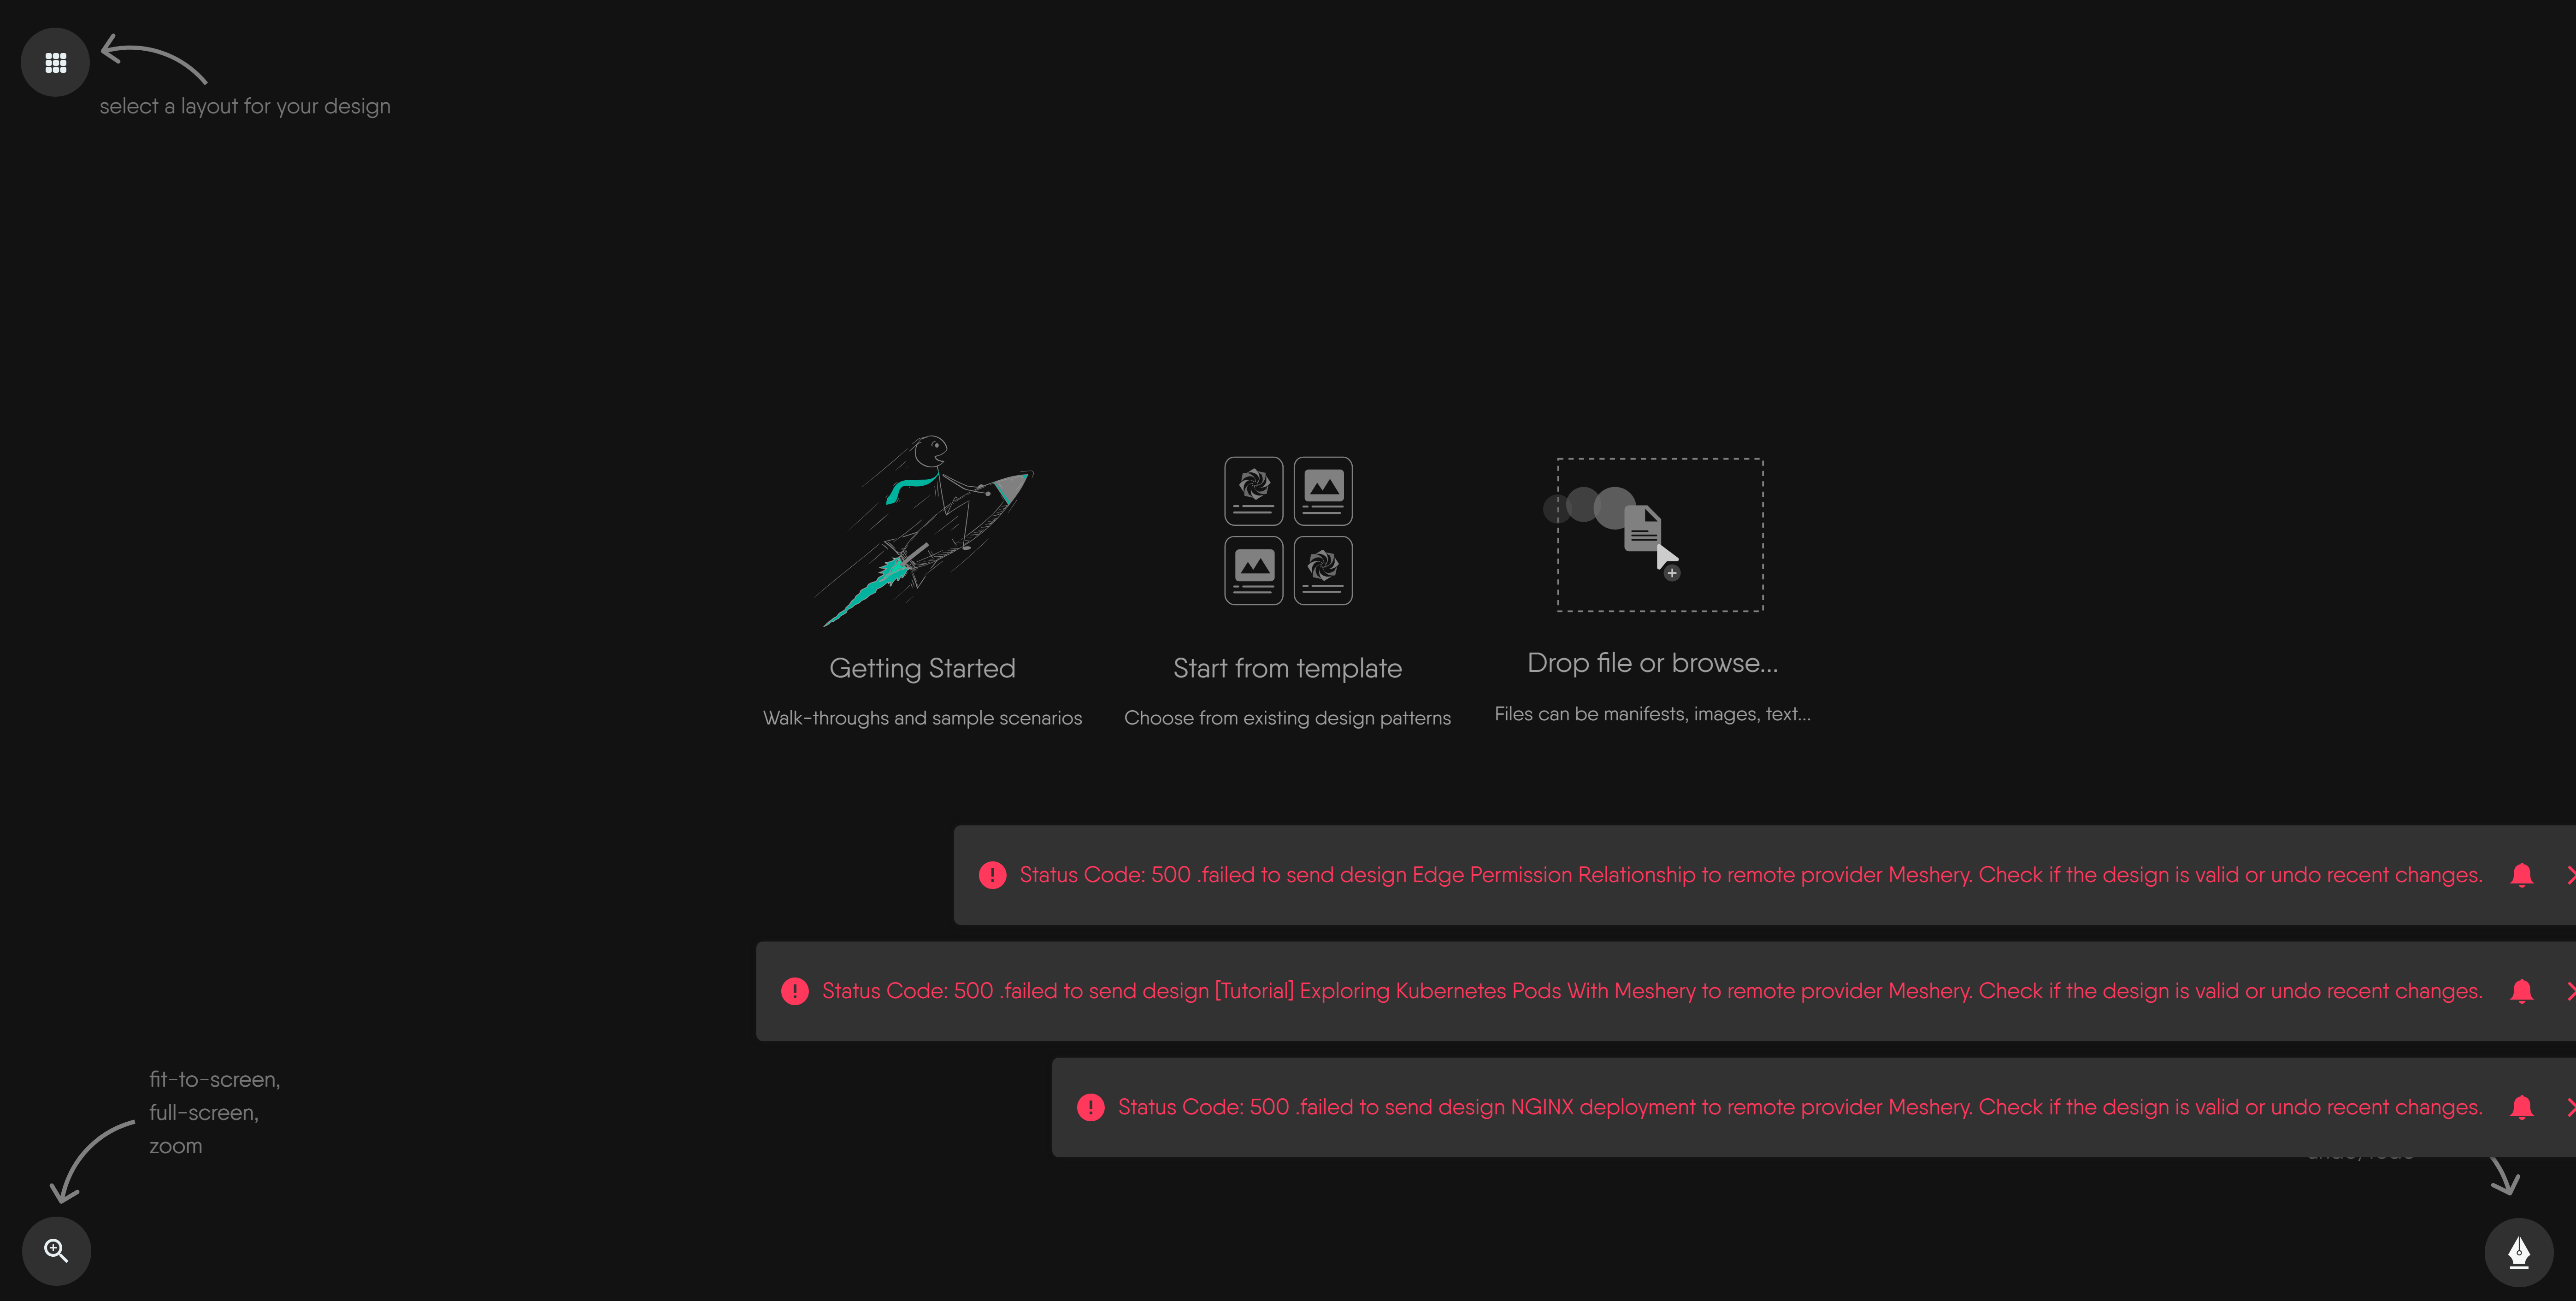 select a layout for your design
Getting Started
Walk-throughs and sample scenarios
Start from template
Choose from existing design patterns
Drop file or browse...
Files can be manifests, images, text...
Status Code: 500 .failed to send design Edge Permission Relationship to remote provider Meshery. Check if the design is valid or undo recent changes.
Status Code: 500 .failed to send design [Tutorial] Exploring Kubernetes Pods With Meshery to remote provider Meshery. Check if the design is valid or undo recent changes.
Status Code: 500 .failed to send design NGINX deployment to remote provider Meshery. Check if the design is valid or undo recent changes.
fit-to-screen,
full-screen,
zoom